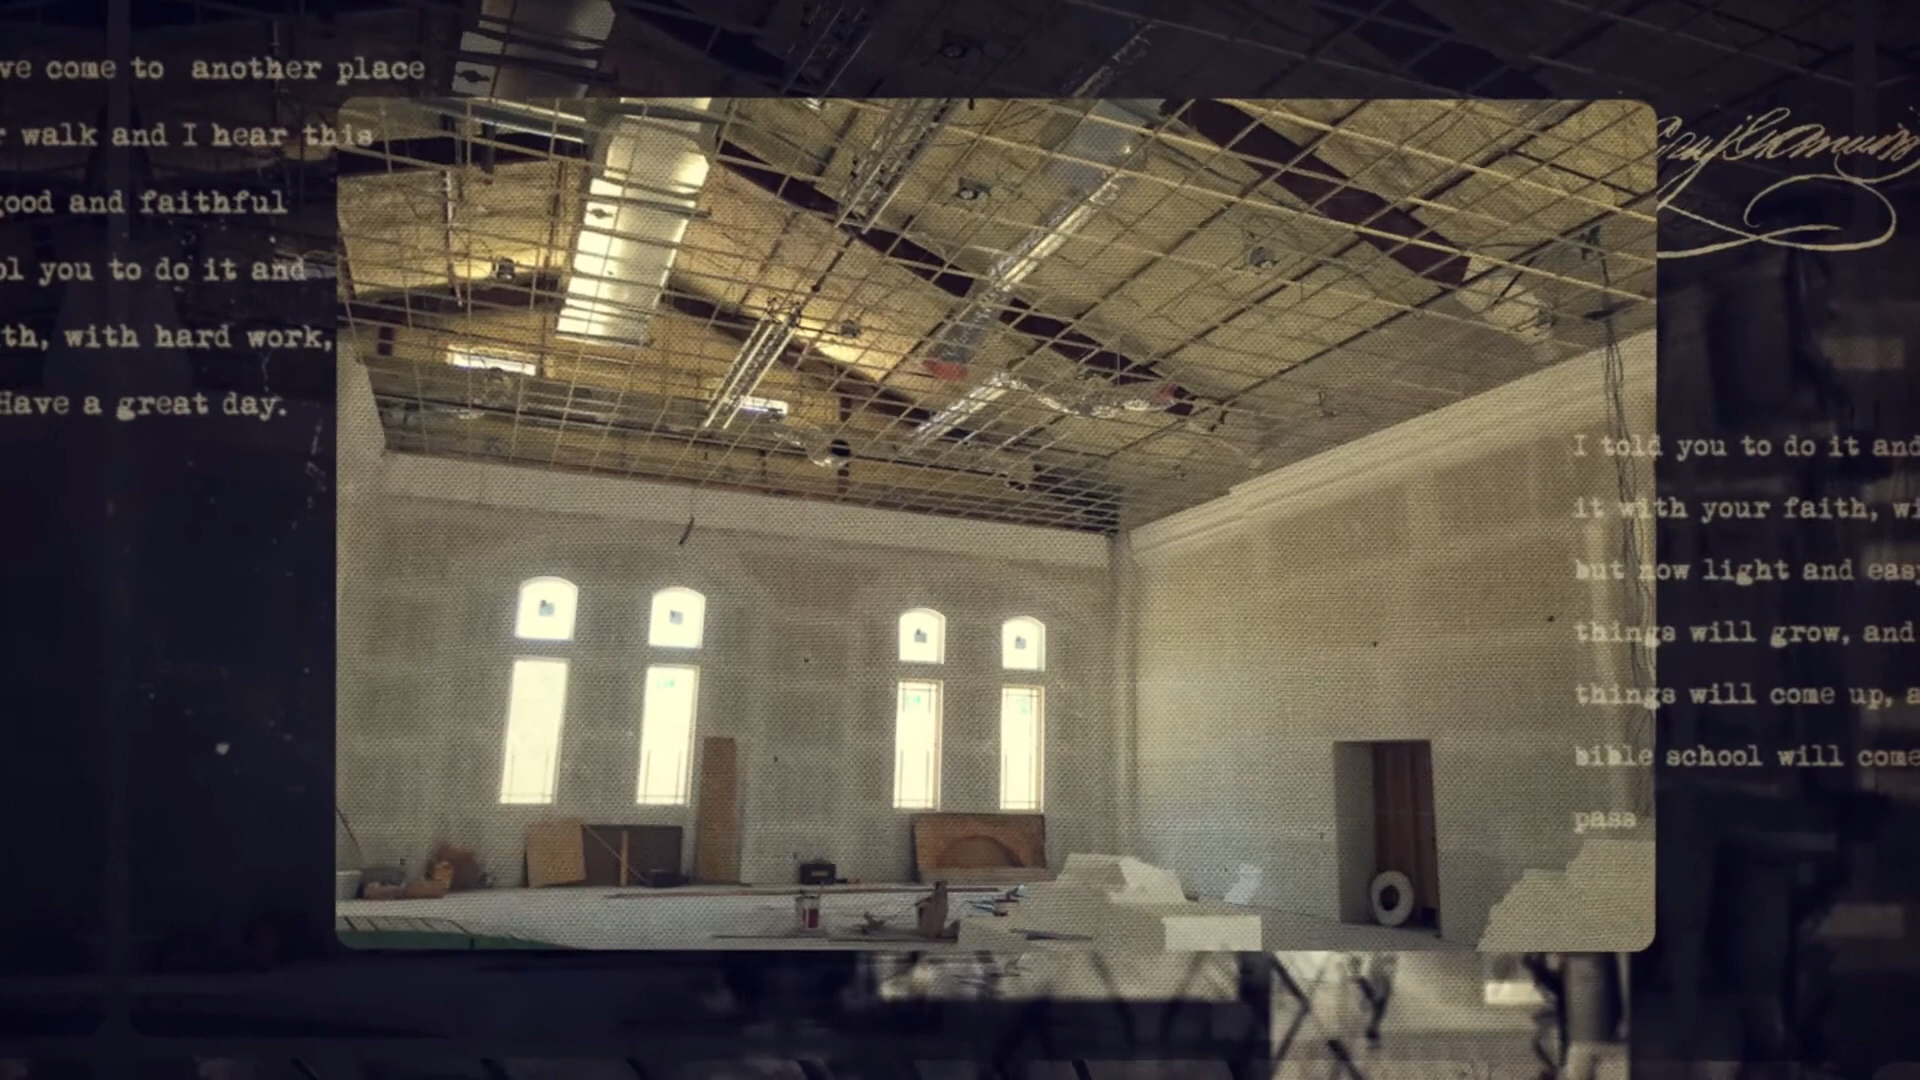 ve come to another place
r walk and I hear this
good and faithful
ol you to do it and
th, with hard work,
Have a great day.
I told you to do it and
it with your faith, wi
but now light and easy
things will grow, and
things will come up, a
bible school will come
pass